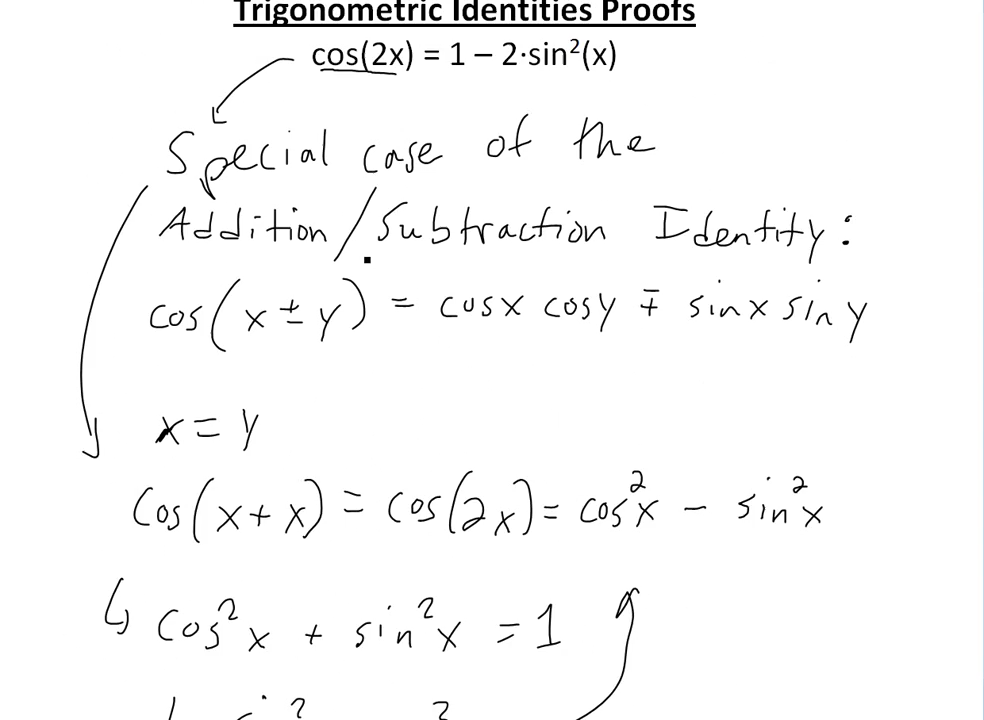 Trigonometric Identities Proofs
cos(2x) = 1 – 2·sin²(x)
Special case of the
Addition/Subtraction Identity:
cos(x ± y) = cosx cosy ∓ sinx siny
x = y
Cos(x + x) = cos(2x) = cos²x - sin²x
↳ cos²x + sin²x = 1